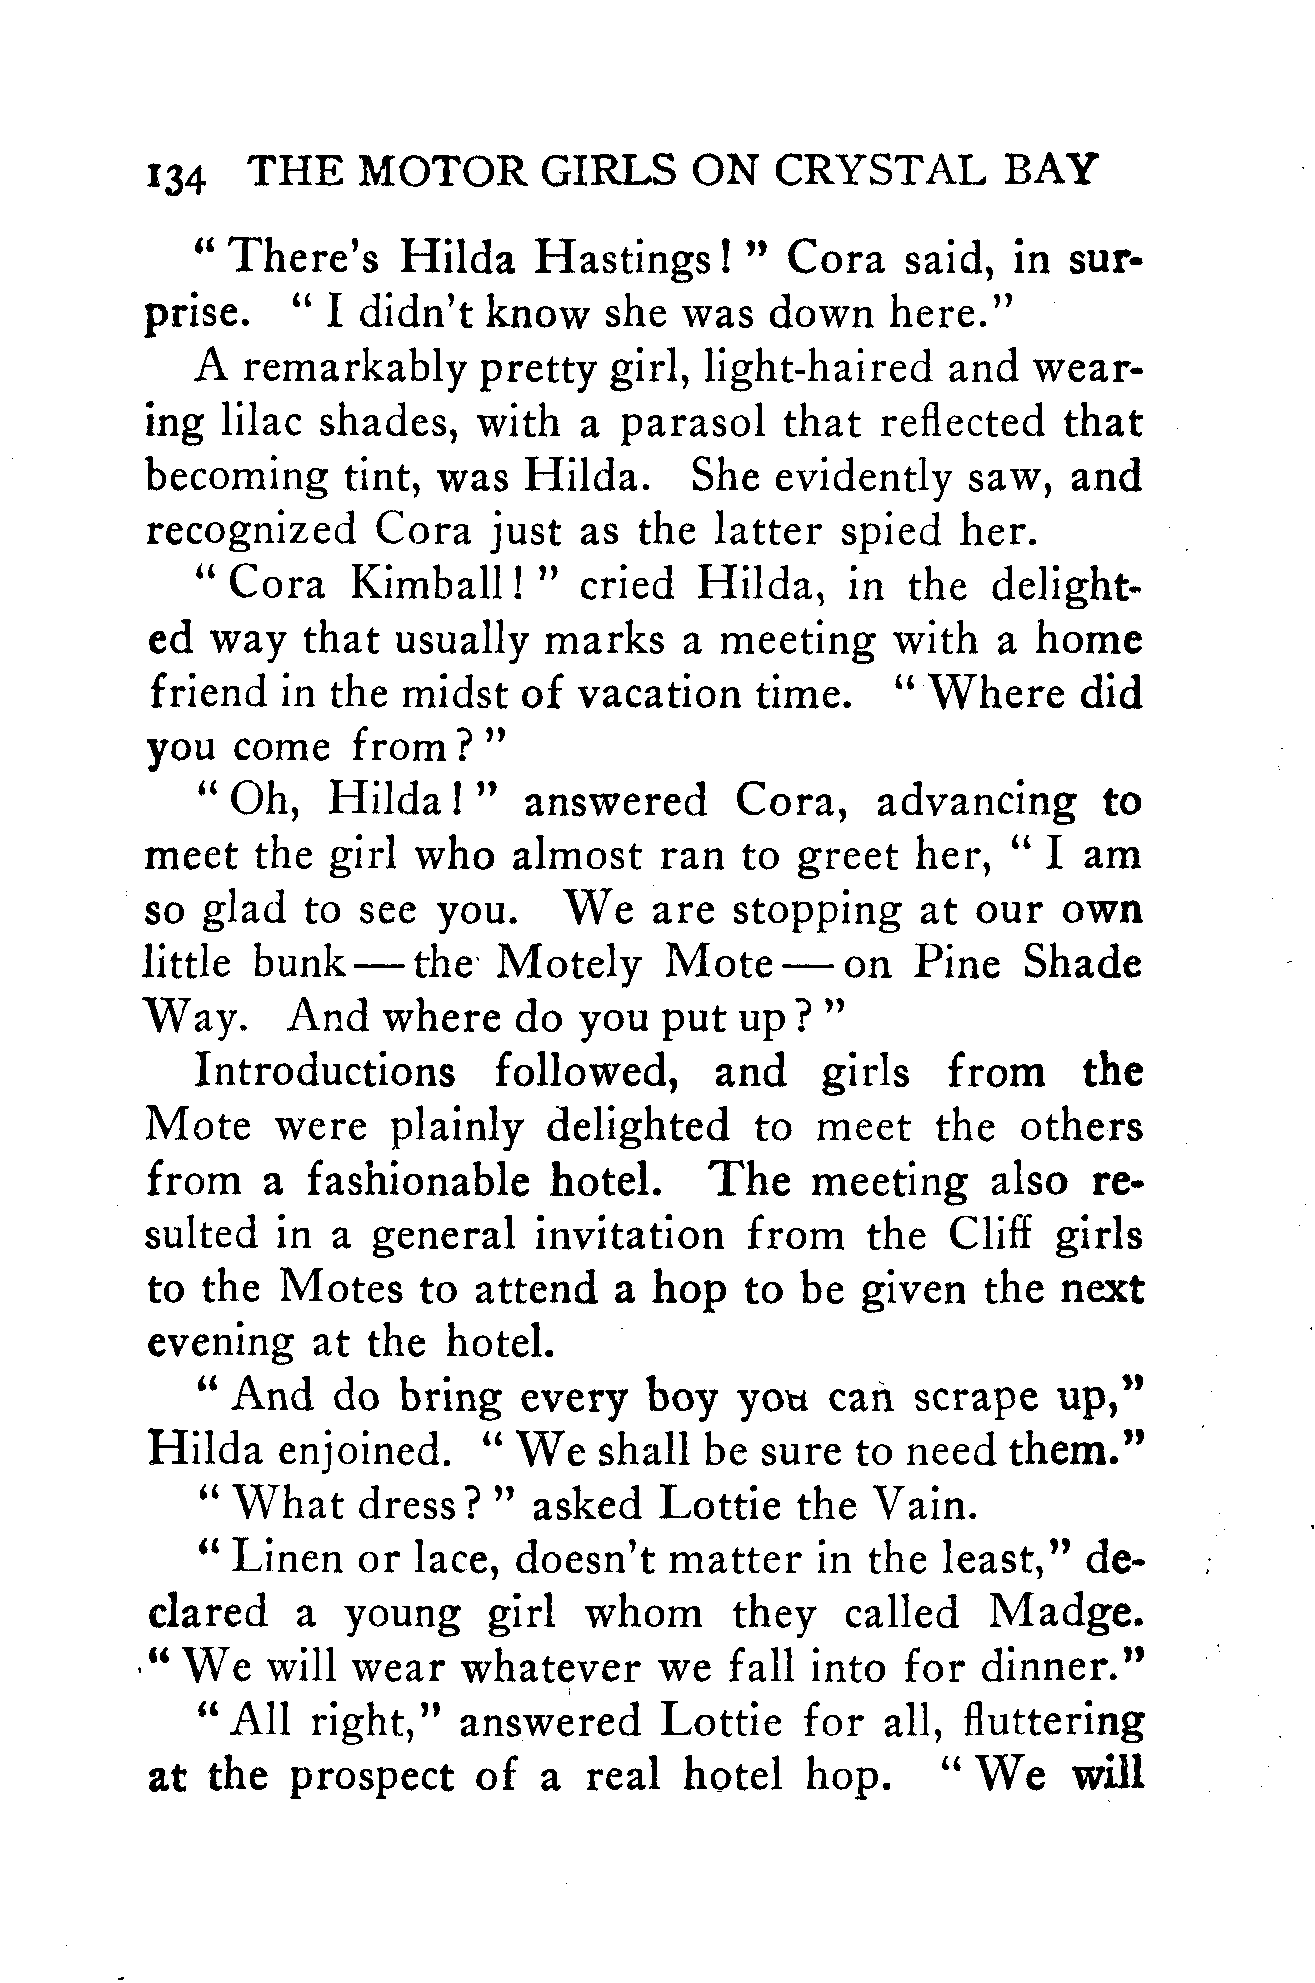 134 THE MOTOR GIRLS ON CRYSTAL BAY
" There's Hilda Hastings! " Cora said, in sur-
prise. " I didn't know she was down here."
A remarkably pretty girl, light-haired and wear-
ing lilac shades, with a parasol that reflected that
becoming tint, was Hilda. She evidently saw, and
recognized Cora just as the latter spied her.
" Cora Kimball! " cried Hilda, in the delight-
ed way that usually marks a meeting with a home
friend in the midst of vacation time. " Where did
you come from? "
" Oh, Hilda! " answered Cora, advancing to
meet the girl who almost ran to greet her, " I am
so glad to see you. We are stopping at our own
little bunk — the Motely Mote — on Pine Shade
Way. And where do you put up? "
Introductions followed, and girls from the
Mote were plainly delighted to meet the others
from a fashionable hotel. The meeting also re-
sulted in a general invitation from the Cliff girls
to the Motes to attend a hop to be given the next
evening at the hotel.
" And do bring every boy you can scrape up,"
Hilda enjoined. " We shall be sure to need them."
" What dress? " asked Lottie the Vain.
" Linen or lace, doesn't matter in the least," de-
clared a young girl whom they called Madge.
" We will wear whatever we fall into for dinner."
" All right," answered Lottie for all, fluttering
at the prospect of a real hotel hop. " We will